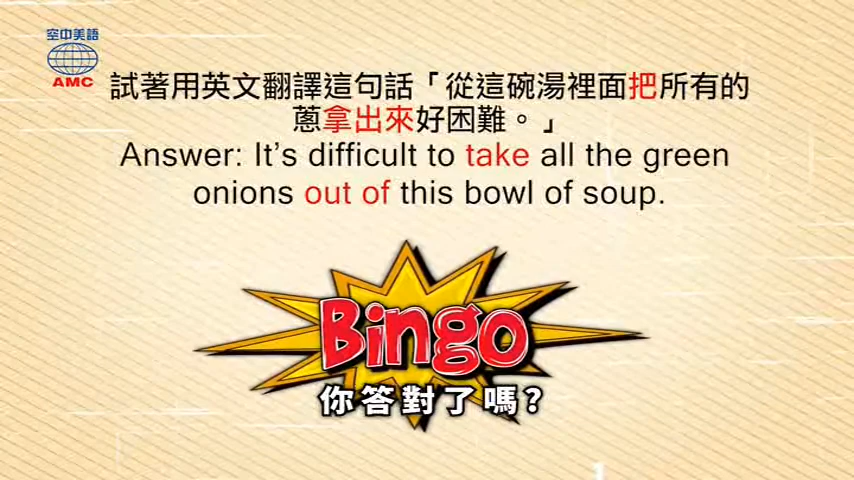 空中美語
AMC
試著用英文翻譯這句話「從這碗湯裡面把所有的
蔥拿出來好困難。」
Answer: It's difficult to take all the green
onions out of this bowl of soup.
Bingo
你答對了嗎?